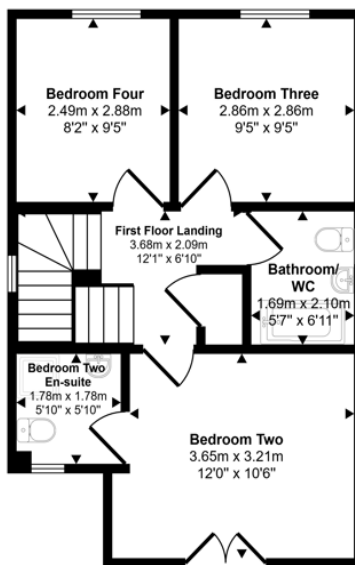 Bedroom Four
2.49m x 2.88m
8'2" x 9'5"
Bedroom Three
2.86m x 2.86m
9'5" x 9'5"
First Floor Landing
3.68m x 2.09m
12'1" x 6'10"
Bathroom/
WC
1.69m x 2.10m
5'7" x 6'11"
Bedroom Two
En-suite
1.78m x 1.78m
5'10" x 5'10"
Bedroom Two
3.65m x 3.21m
12'0" x 10'6"